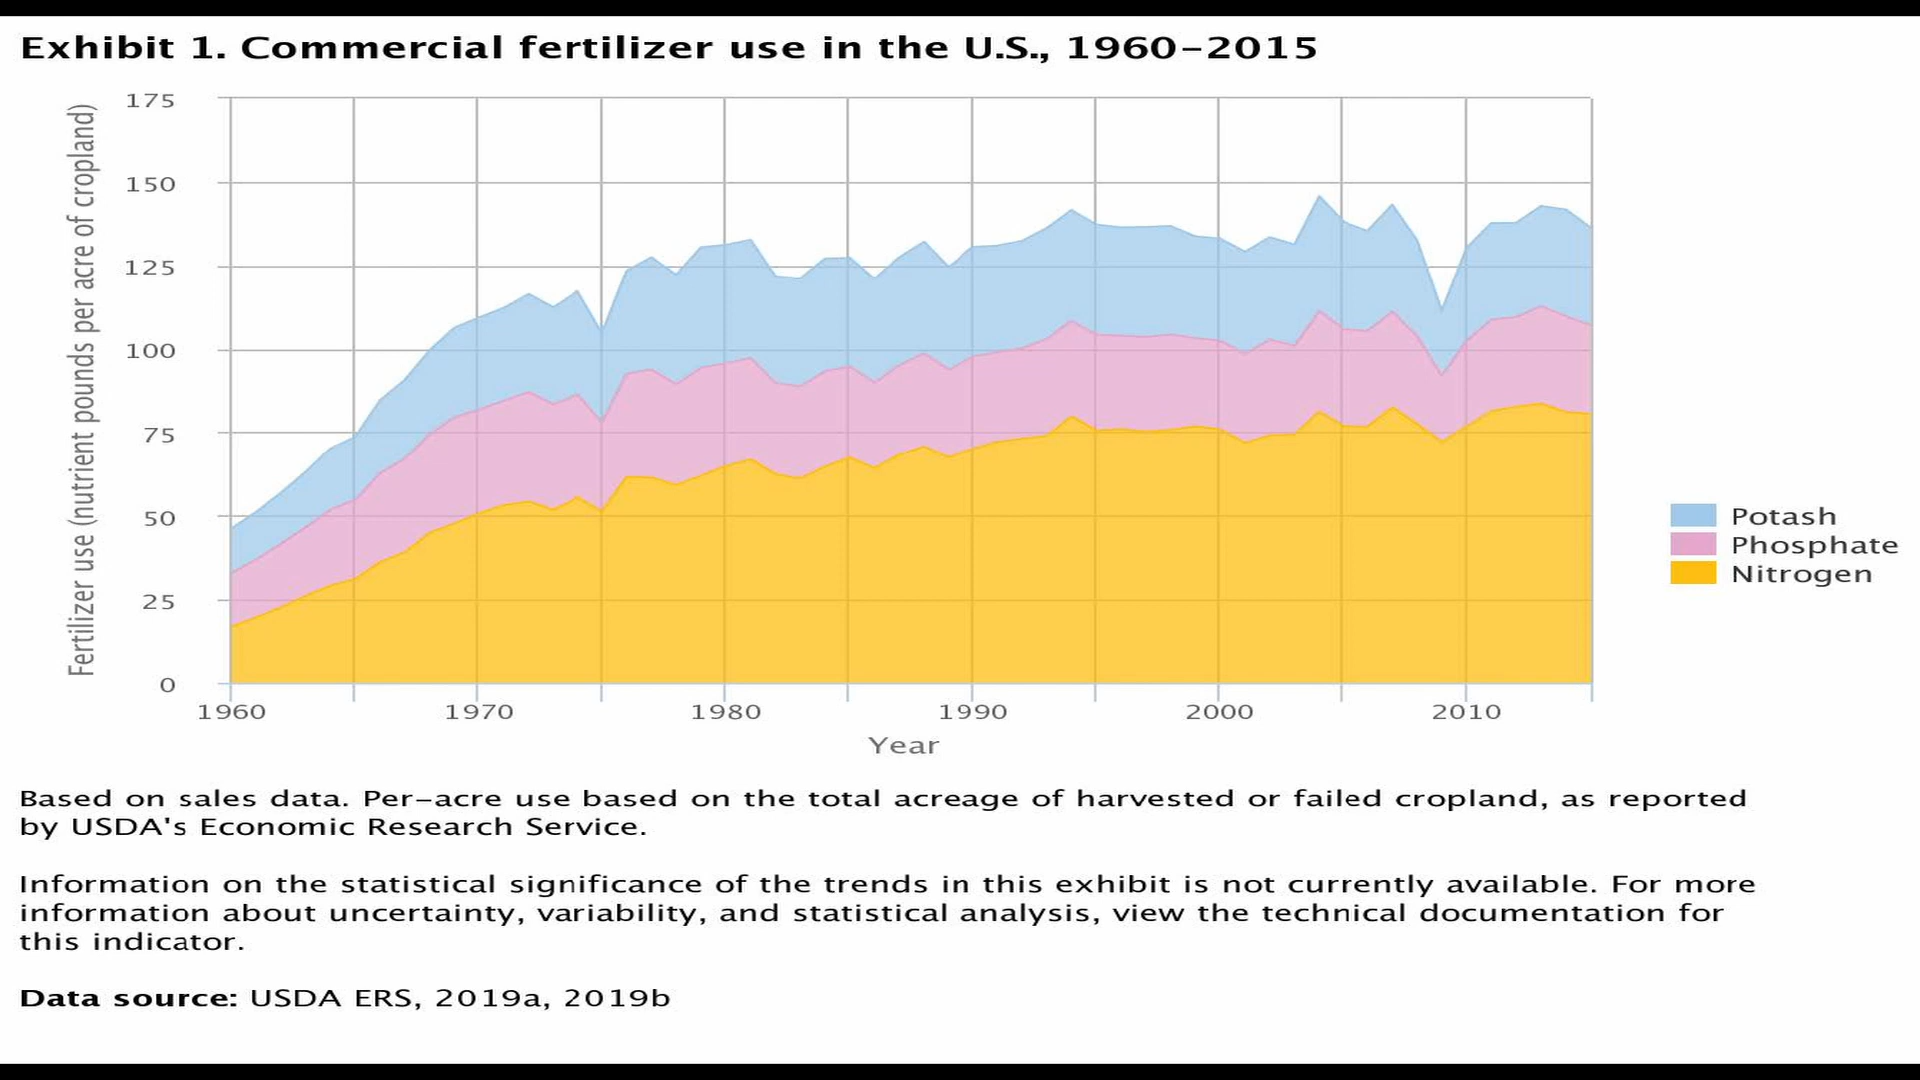 Exhibit 1. Commercial fertilizer use in the U.S., 1960–2015
Fertilizer use (nutrient pounds per acre of cropland)
175
150
125
100
75
50
25
0
1960
1970
1980
1990
2000
2010
Year
Potash
Phosphate
Nitrogen
Based on sales data. Per–acre use based on the total acreage of harvested or failed cropland, as reported
by USDA's Economic Research Service.
Information on the statistical significance of the trends in this exhibit is not currently available. For more
information about uncertainty, variability, and statistical analysis, view the technical documentation for
this indicator.
Data source: USDA ERS, 2019a, 2019b